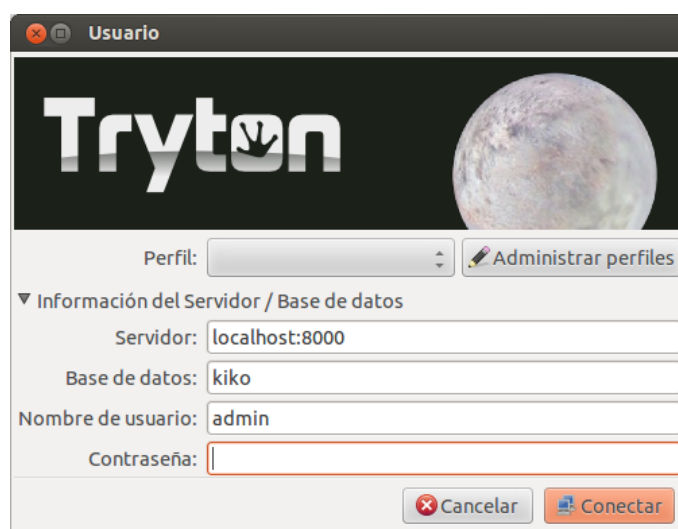 Usuario
Tryton
Perfil:
Administrar perfiles
Información del Servidor / Base de datos
Servidor: localhost:8000
Base de datos: kiko
Nombre de usuario: admin
Contraseña:
Cancelar Conectar